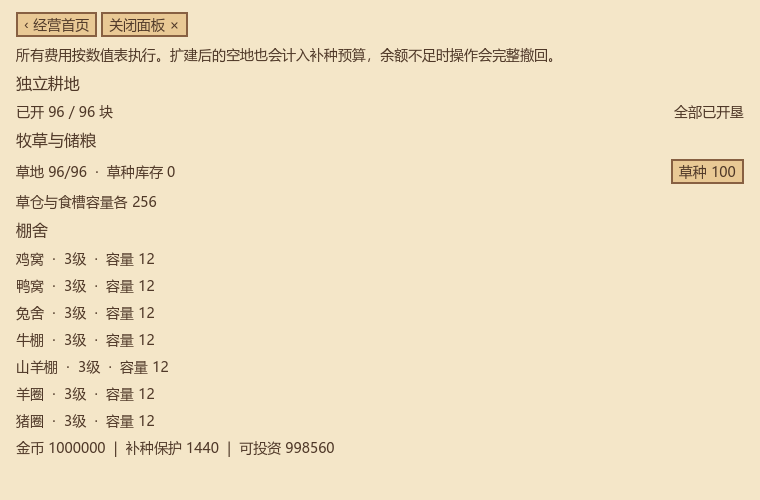 ‹ 经营首页 关闭面板 ×
所有费用按数值表执行。扩建后的空地也会计入补种预算，余额不足时操作会完整撤回。
独立耕地
已开 96 / 96 块 全部已开垦
牧草与储粮
草地 96/96 · 草种库存 0 草种 100
草仓与食槽容量各 256
棚舍
鸡窝 · 3级 · 容量 12
鸭窝 · 3级 · 容量 12
兔舍 · 3级 · 容量 12
牛棚 · 3级 · 容量 12
山羊棚 · 3级 · 容量 12
羊圈 · 3级 · 容量 12
猪圈 · 3级 · 容量 12
金币 1000000 | 补种保护 1440 | 可投资 998560